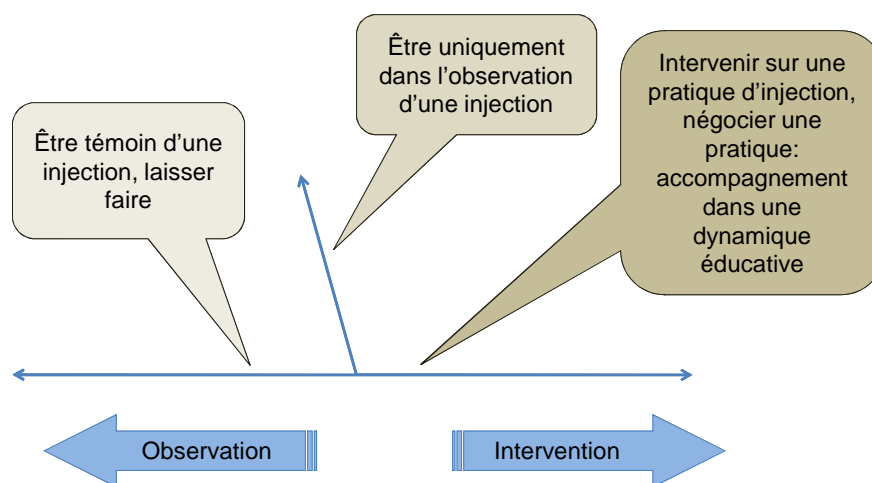 Être témoin d'une
injection, laisser
faire
Être uniquement
dans l'observation
d'une injection
Intervenir sur une
pratique d'injection,
négocier une
pratique:
accompagnement
dans une
dynamique
éducative
Observation
Intervention